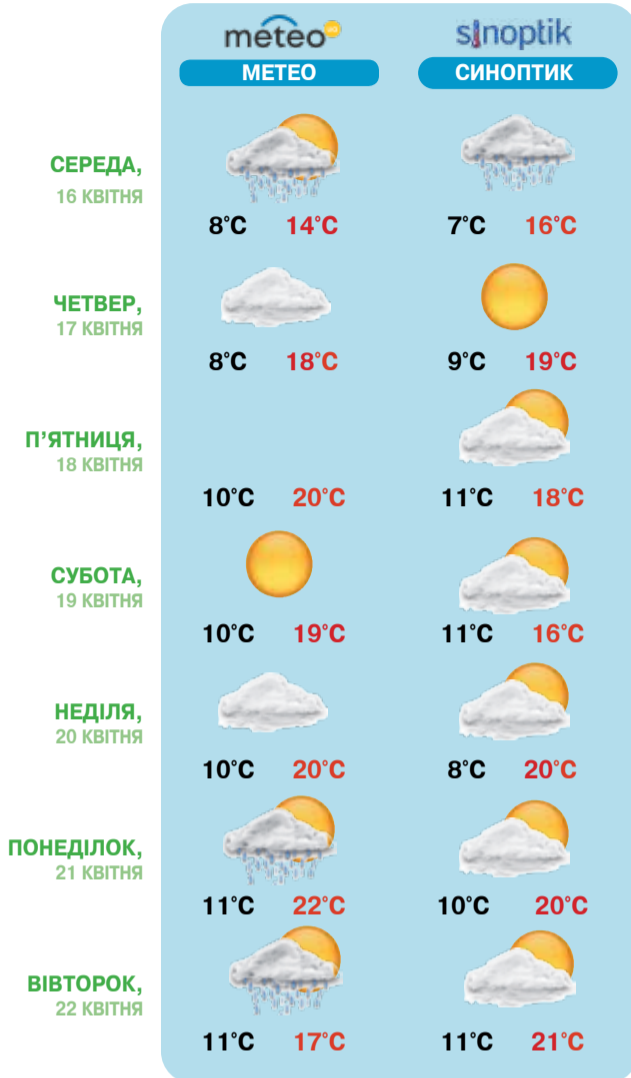 meteo sinoptik
МЕТЕО СИНОПТИК
СЕРЕДА,
16 КВІТНЯ
8°C 14°C 7°C 16°C
ЧЕТВЕР,
17 КВІТНЯ
8°C 18°C 9°C 19°C
П’ЯТНИЦЯ,
18 КВІТНЯ
10°C 20°C 11°C 18°C
СУБОТА,
19 КВІТНЯ
10°C 19°C 11°C 16°C
НЕДІЛЯ,
20 КВІТНЯ
10°C 20°C 8°C 20°C
ПОНЕДІЛОК,
21 КВІТНЯ
11°C 22°C 10°C 20°C
ВІВТОРОК,
22 КВІТНЯ
11°C 17°C 11°C 21°C